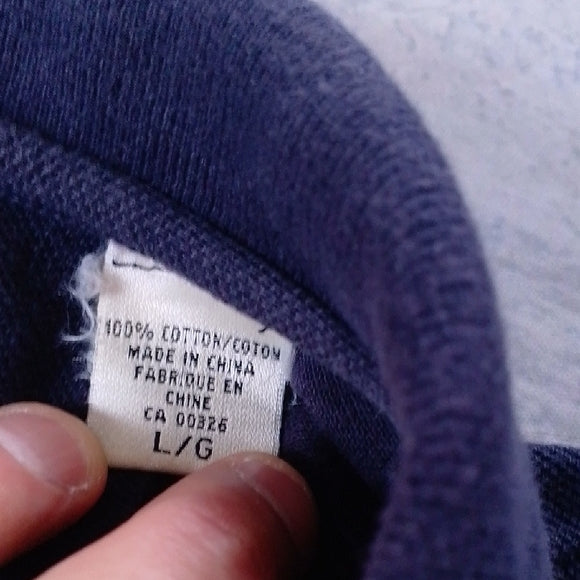 100% COTTON/COTON
MADE IN CHINA
FABRIQUE EN
CHINE
CA 00326
L/G